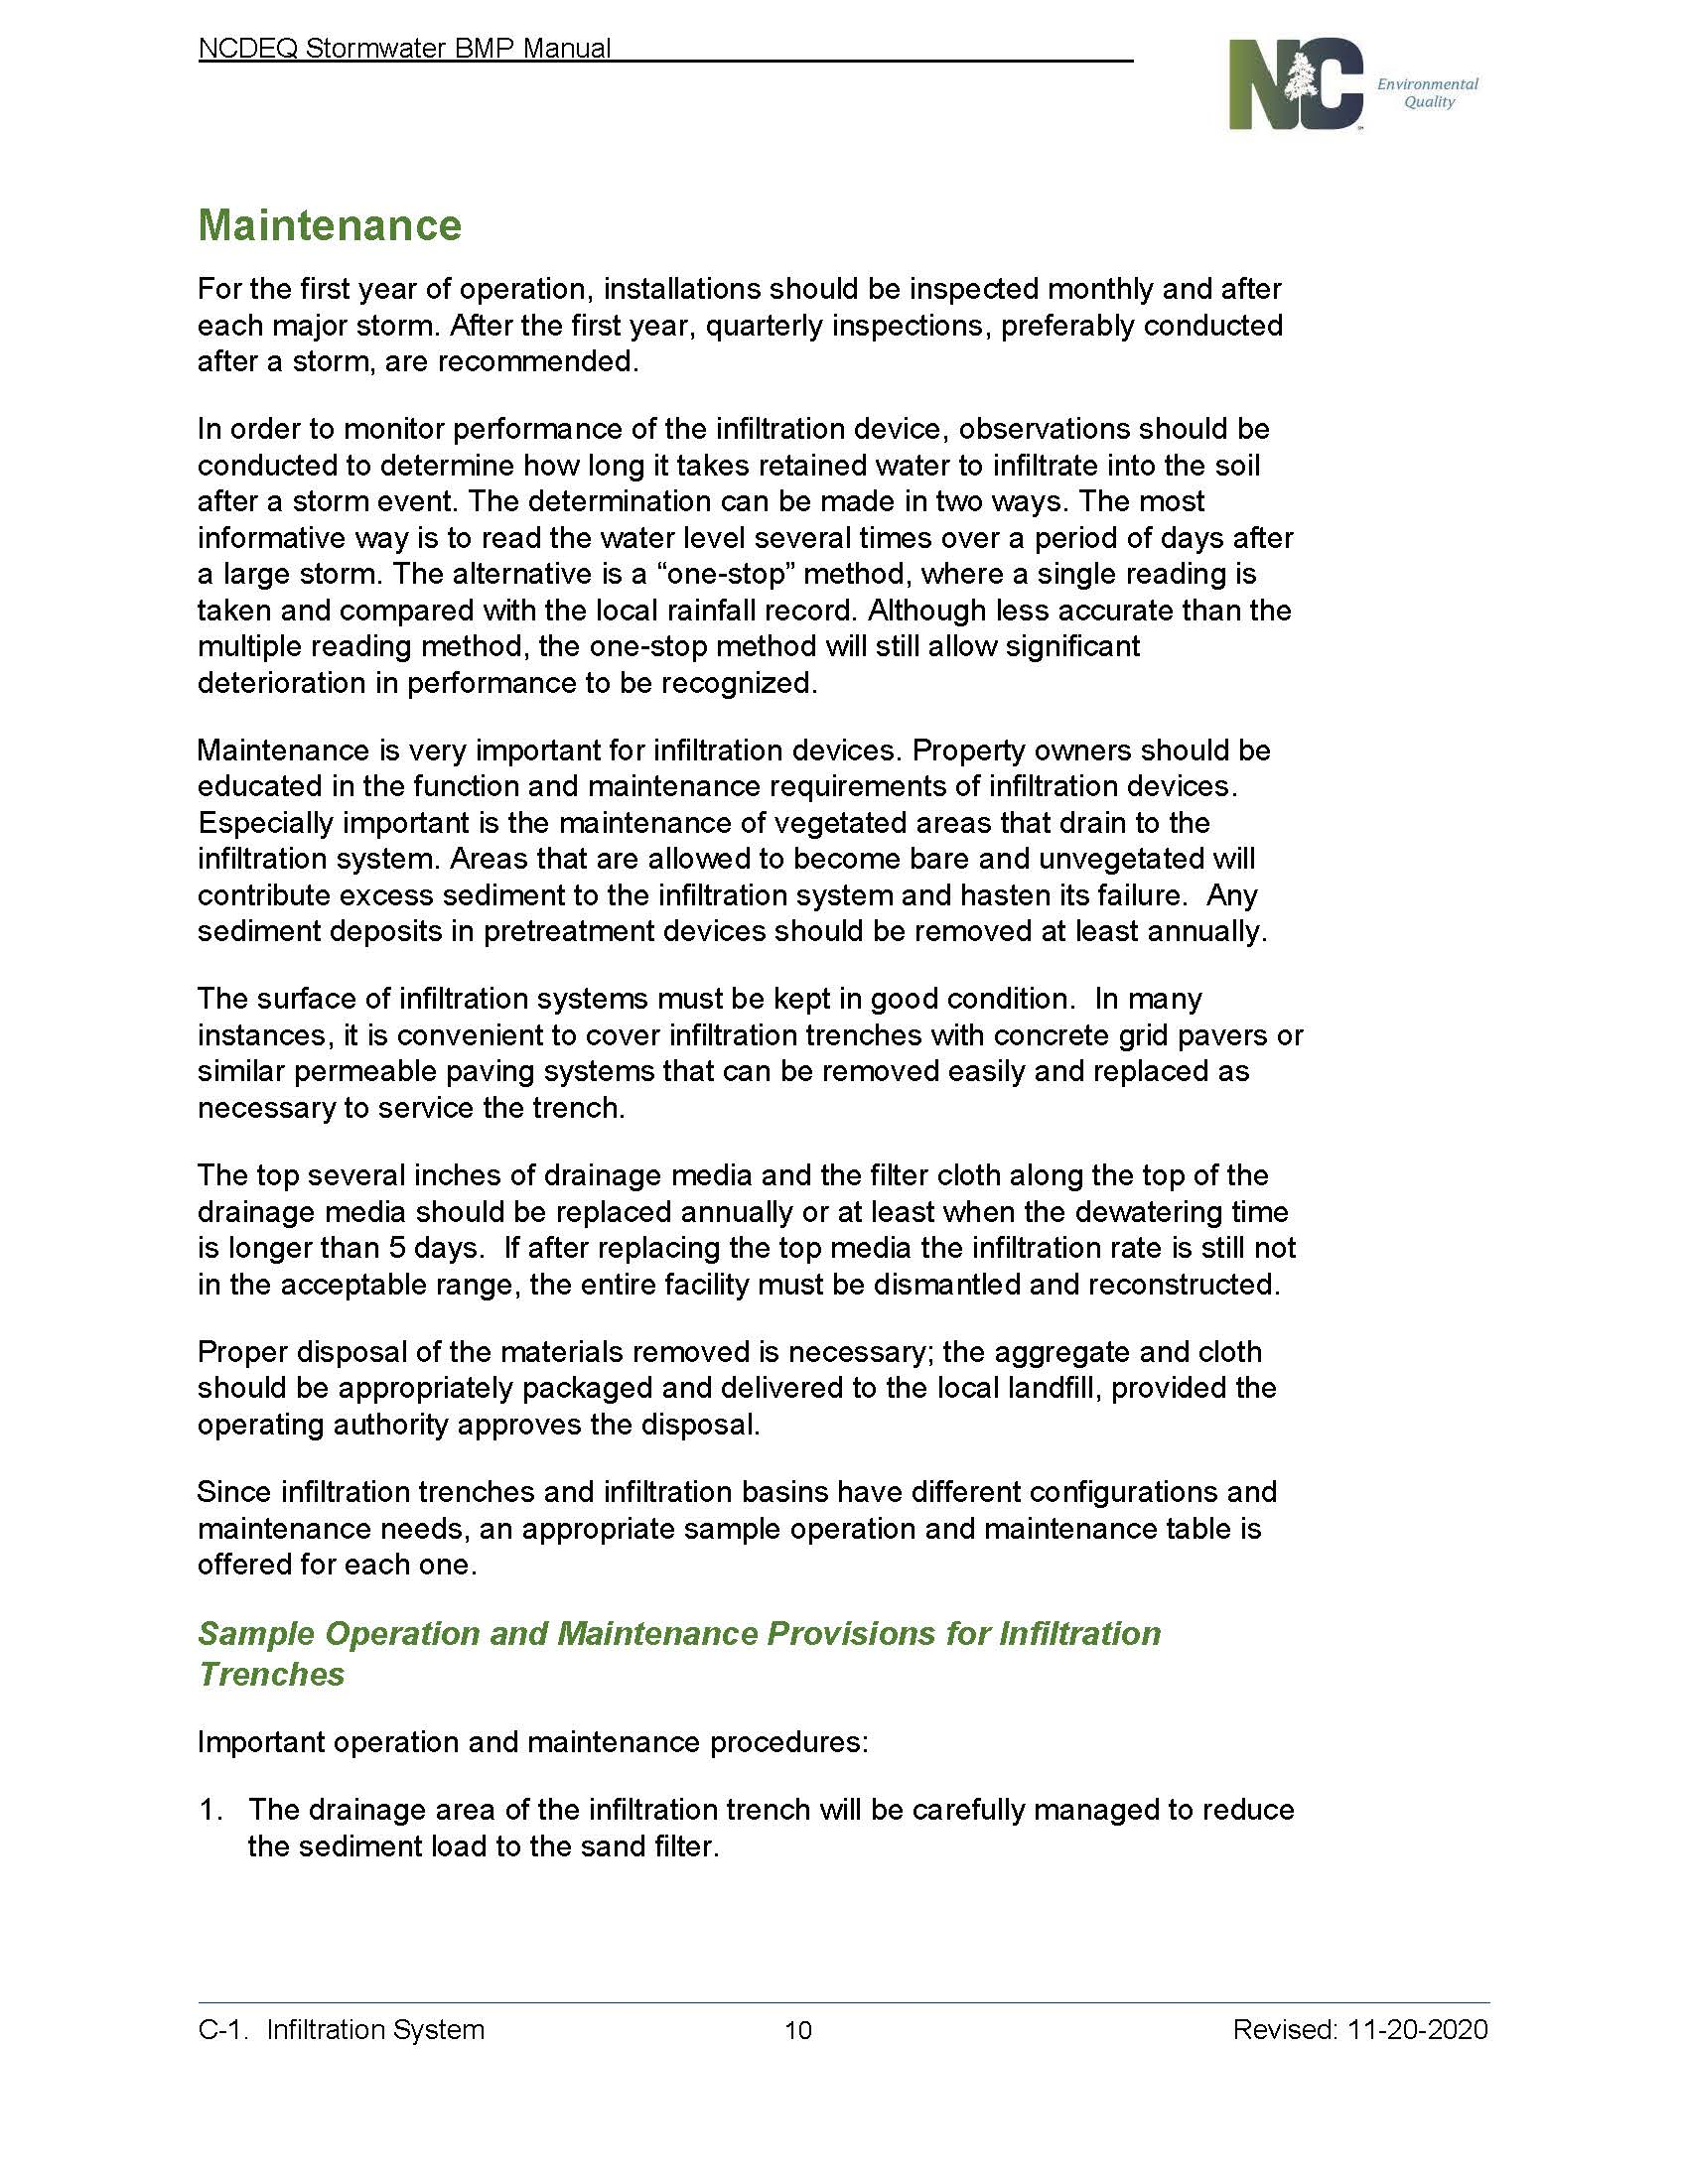 NCDEQ Stormwater BMP Manual
NC
Environmental
Quality
Maintenance
For the first year of operation, installations should be inspected monthly and after
each major storm. After the first year, quarterly inspections, preferably conducted
after a storm, are recommended.
In order to monitor performance of the infiltration device, observations should be
conducted to determine how long it takes retained water to infiltrate into the soil
after a storm event. The determination can be made in two ways. The most
informative way is to read the water level several times over a period of days after
a large storm. The alternative is a “one-stop” method, where a single reading is
taken and compared with the local rainfall record. Although less accurate than the
multiple reading method, the one-stop method will still allow significant
deterioration in performance to be recognized.
Maintenance is very important for infiltration devices. Property owners should be
educated in the function and maintenance requirements of infiltration devices.
Especially important is the maintenance of vegetated areas that drain to the
infiltration system. Areas that are allowed to become bare and unvegetated will
contribute excess sediment to the infiltration system and hasten its failure.  Any
sediment deposits in pretreatment devices should be removed at least annually.
The surface of infiltration systems must be kept in good condition.  In many
instances, it is convenient to cover infiltration trenches with concrete grid pavers or
similar permeable paving systems that can be removed easily and replaced as
necessary to service the trench.
The top several inches of drainage media and the filter cloth along the top of the
drainage media should be replaced annually or at least when the dewatering time
is longer than 5 days.  If after replacing the top media the infiltration rate is still not
in the acceptable range, the entire facility must be dismantled and reconstructed.
Proper disposal of the materials removed is necessary; the aggregate and cloth
should be appropriately packaged and delivered to the local landfill, provided the
operating authority approves the disposal.
Since infiltration trenches and infiltration basins have different configurations and
maintenance needs, an appropriate sample operation and maintenance table is
offered for each one.
Sample Operation and Maintenance Provisions for Infiltration
Trenches
Important operation and maintenance procedures:
1.   The drainage area of the infiltration trench will be carefully managed to reduce
the sediment load to the sand filter.
C-1.  Infiltration System 10 Revised: 11-20-2020